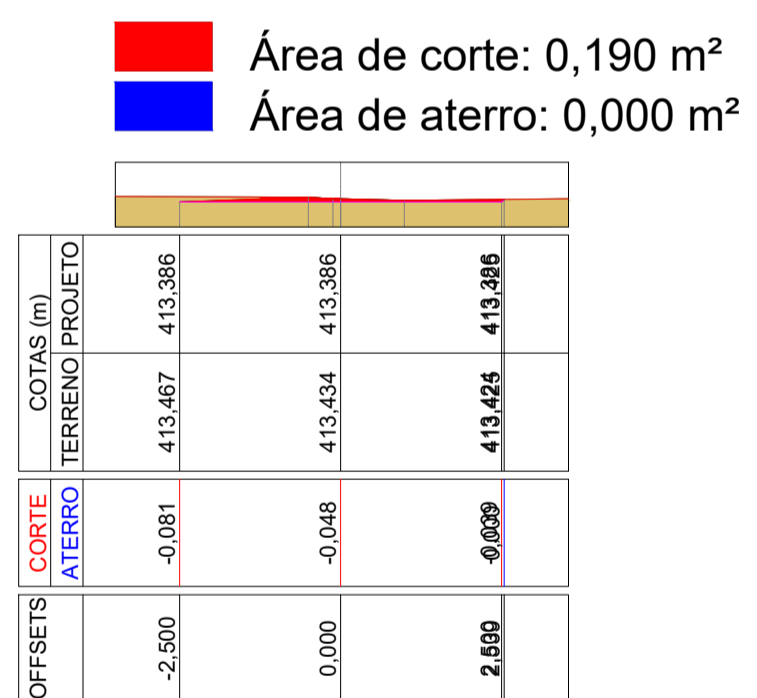 Área de corte: 0,190 m²
Área de aterro: 0,000 m²
COTAS (m)
PROJETO
413,386
413,386
TERRENO
413,467
413,434
CORTE
ATERRO
-0,081
-0,048
OFFSETS
-2,500
0,000